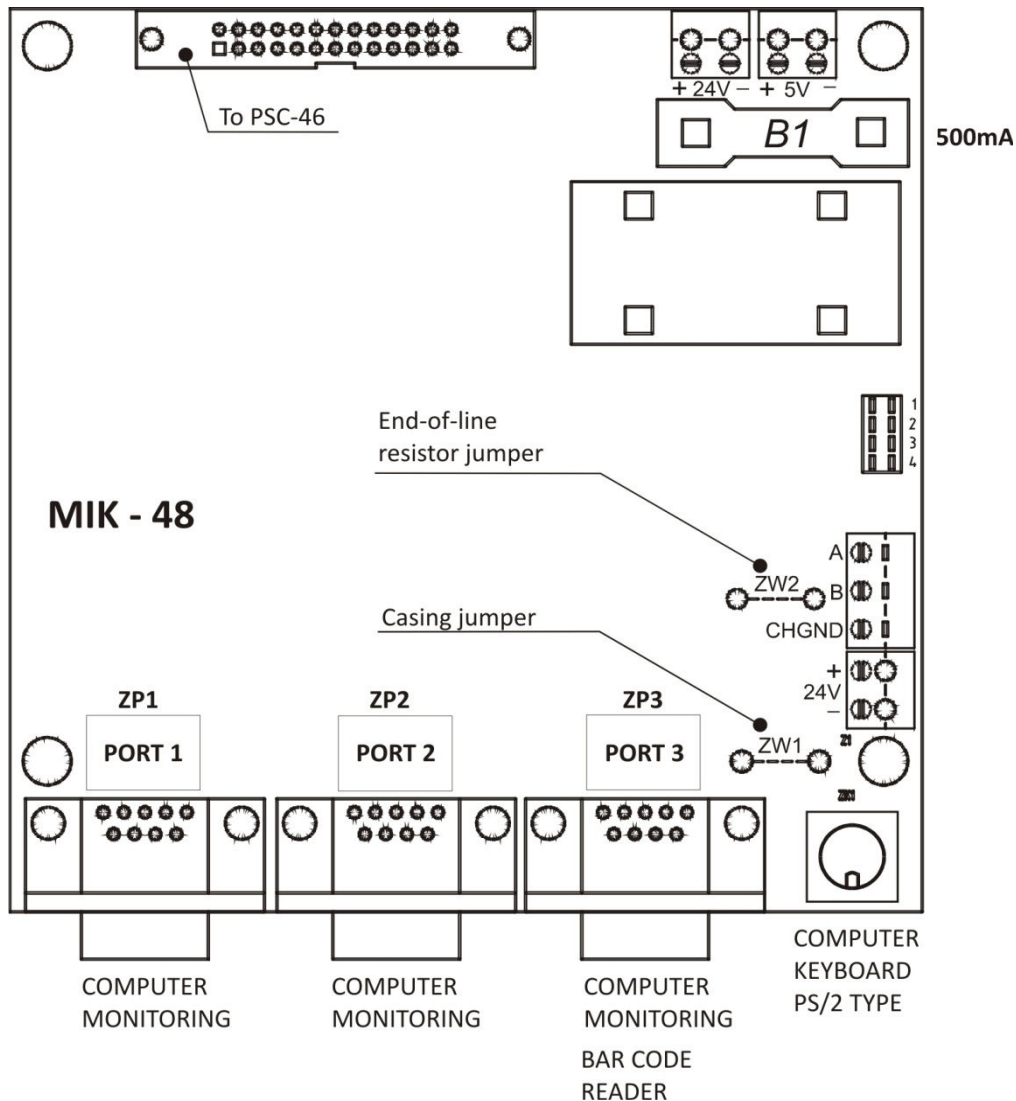 To PSC-46
+ 24V – + 5V –
B1
500mA
1
2
3
4
End-of-line
resistor jumper
MIK - 48
A
ZW2
B
CHGND
Casing jumper
+
24V
–
ZP1
ZP2
ZP3
PORT 1
PORT 2
PORT 3
ZW1
Z1
ZK1
COMPUTER
MONITORING
COMPUTER
MONITORING
COMPUTER
MONITORING
BAR CODE
READER
COMPUTER
KEYBOARD
PS/2 TYPE